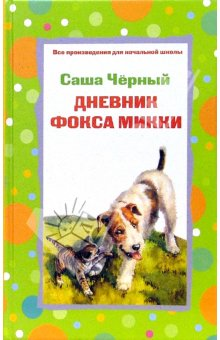 Все произведения для начальной школы
Саша Чёрный
ДНЕВНИК
ФОКСА МИККИ